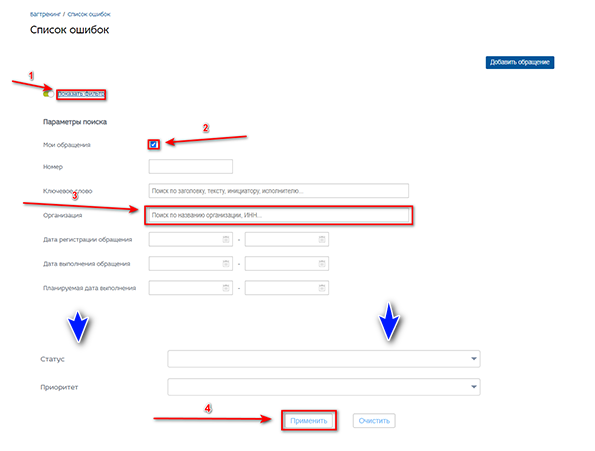 Багтрекинг / Список ошибок
Список ошибок
Добавить обращение
1
Показать фильтр
Параметры поиска
2
Мои обращения
Номер
Ключевое слово
Поиск по заголовку, тексту, инициатору, исполнителю...
3
Организация
Поиск по названию организации, ИНН...
Дата регистрации обращения -
Дата выполнения обращения -
Планируемая дата выполнения -
Статус
Приоритет
4
Применить Очистить